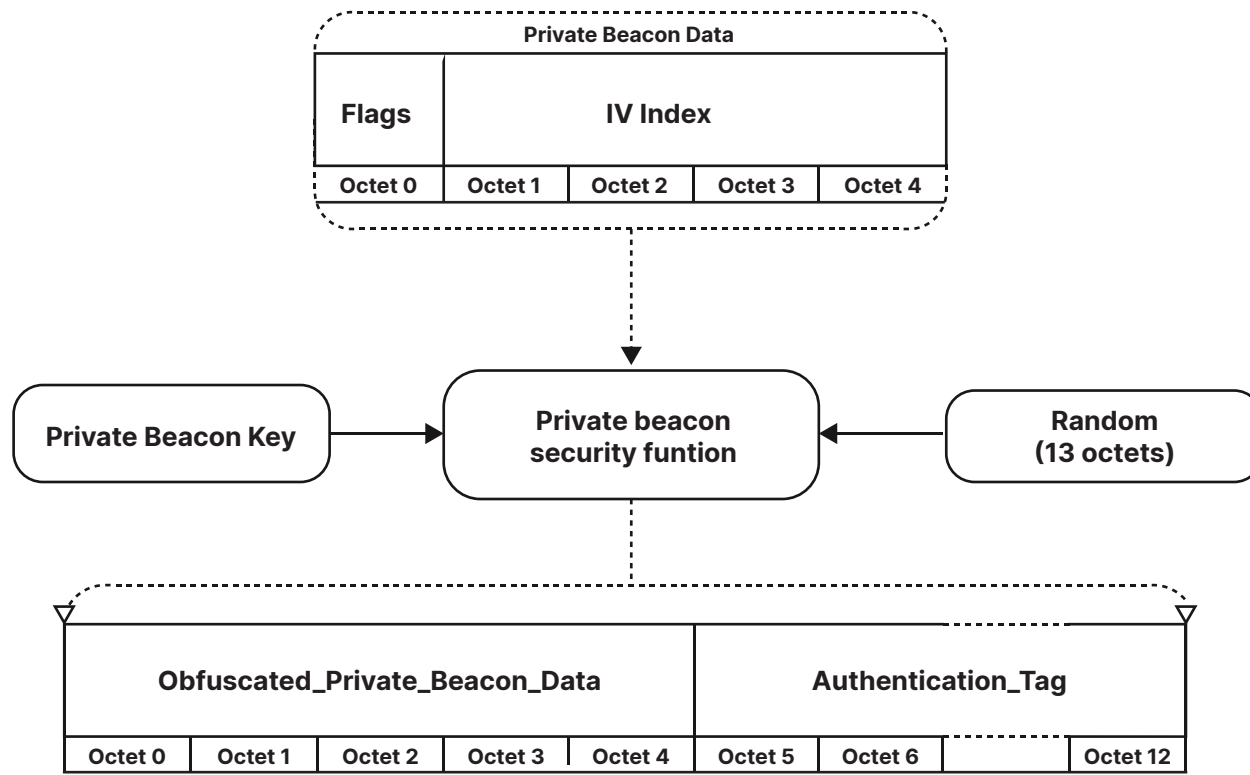 Private Beacon Data
Flags
IV Index
Octet 0
Octet 1
Octet 2
Octet 3
Octet 4
Private Beacon Key
Private beacon
security funtion
Random
(13 octets)
Obfuscated_Private_Beacon_Data
Authentication_Tag
Octet 0
Octet 1
Octet 2
Octet 3
Octet 4
Octet 5
Octet 6
Octet 12